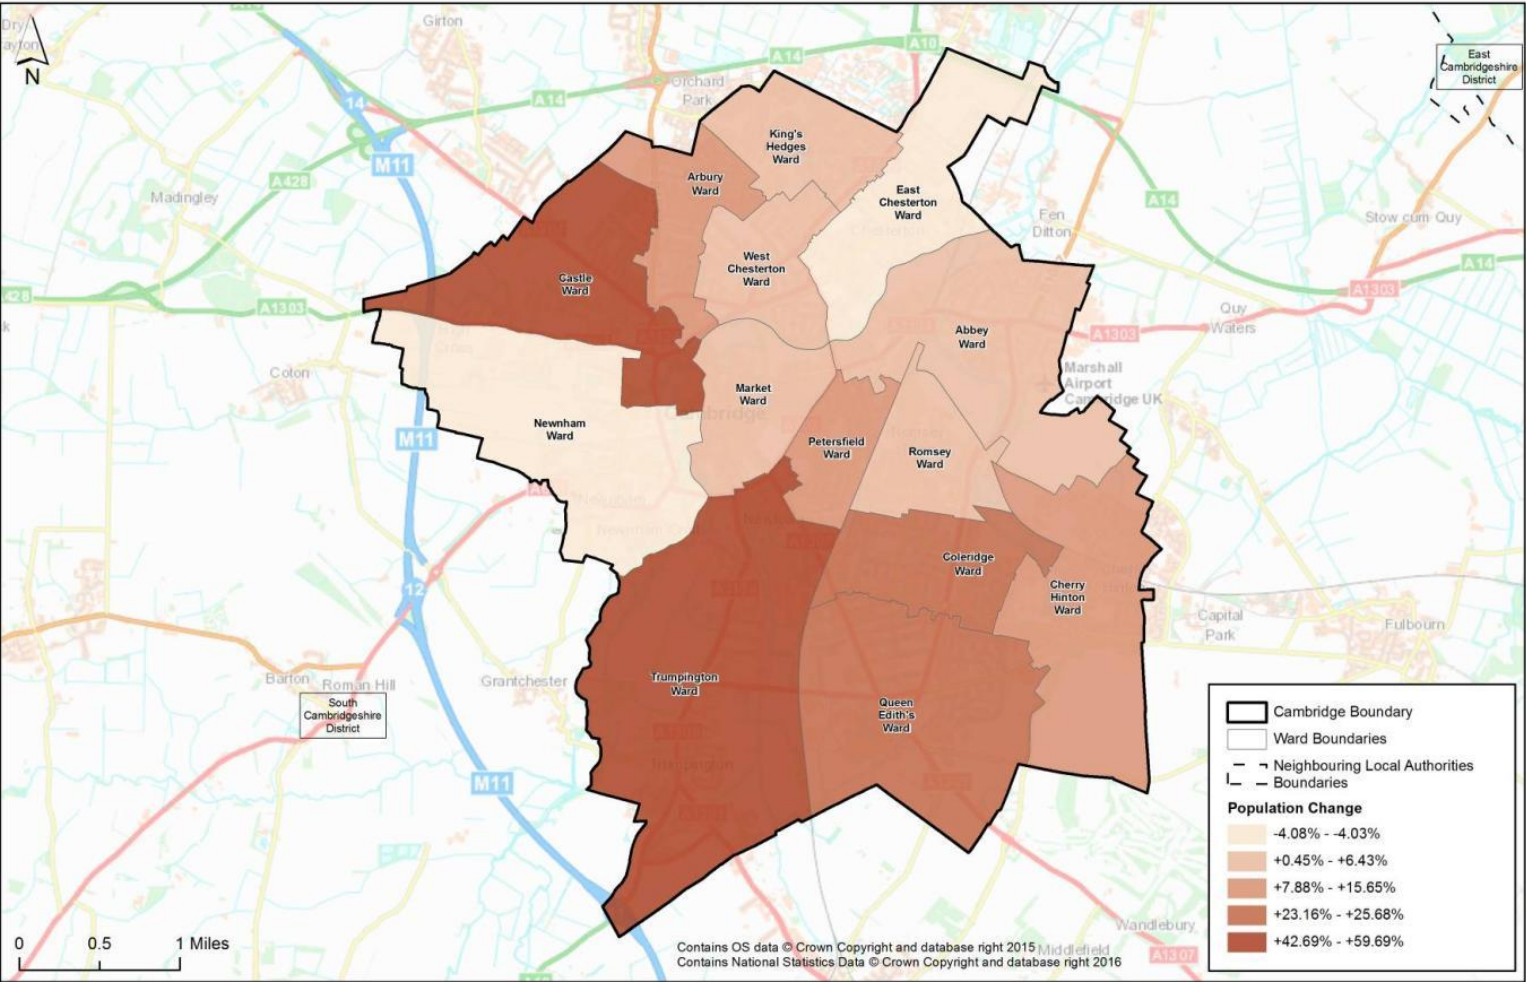 Dry
Girton
A14
A10
East
Cambridgeshire
District
N
Orchard
Park
A14
14
M11
King's
Hedges
Ward
A428
Arbury
Ward
Madingley
East
Chesterton
Ward
A14
Fen
Ditton
Stow cum Quy
West
Chesterton
Ward
A14
Castle
Ward
428
A1303
A1303
Quy
Waters
Abbey
Ward
A1303
Coton
Marshall
Airport
Cambridge UK
Market
Ward
Newnham
Ward
M11
Petersfield
Ward
Romsey
Ward
Coleridge
Ward
12
Cherry
Hinton
Ward
Capital
Park
Fulbourn
Barton
Roman Hill
Grantchester
Trumpington
Ward
South
Cambridgeshire
District
Queen
Edith's
Ward
M11
Cambridge Boundary
Ward Boundaries
Neighbouring Local Authorities
Boundaries
Population Change
-4.08% - -4.03%
+0.45% - +6.43%
+7.88% - +15.65%
+23.16% - +25.68%
+42.69% - +59.69%
Wandlebury
Middlefield
A1307
0 0.5 1 Miles
Contains OS data © Crown Copyright and database right 2015
Contains National Statistics Data © Crown Copyright and database right 2016